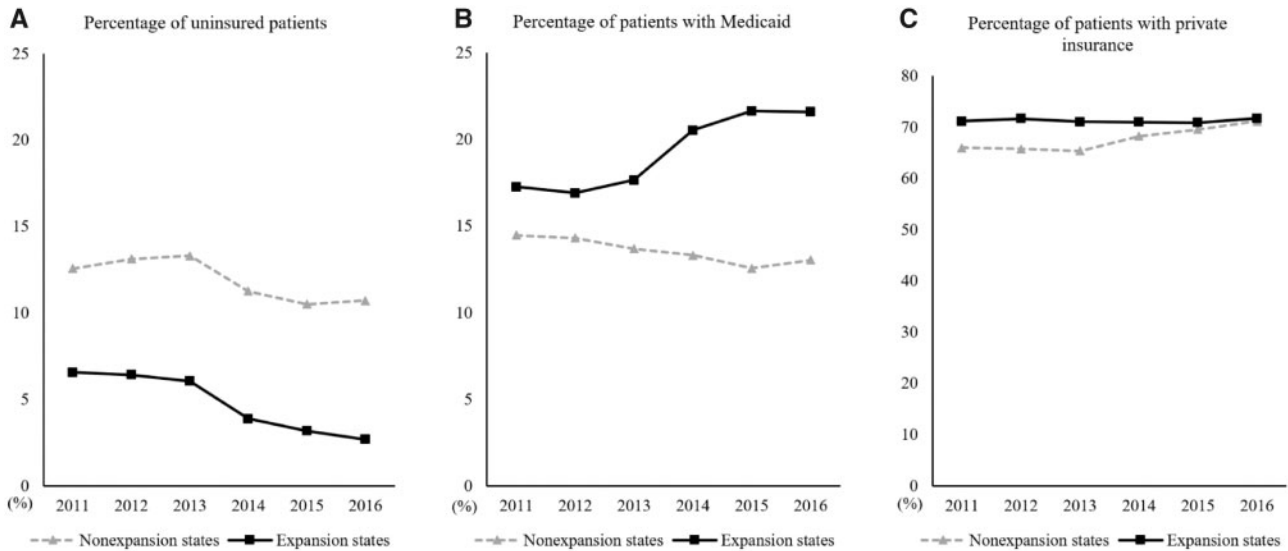 A
Percentage of uninsured patients
25
20
15
10
5
0
(%)
2011 2012 2013 2014 2015 2016
Nonexpansion states Expansion states
B
Percentage of patients with Medicaid
25
20
15
10
5
0
(%)
2011 2012 2013 2014 2015 2016
Nonexpansion states Expansion states
C
Percentage of patients with private
insurance
80
70
60
50
40
30
20
10
0
(%)
2011 2012 2013 2014 2015 2016
Nonexpansion states Expansion states